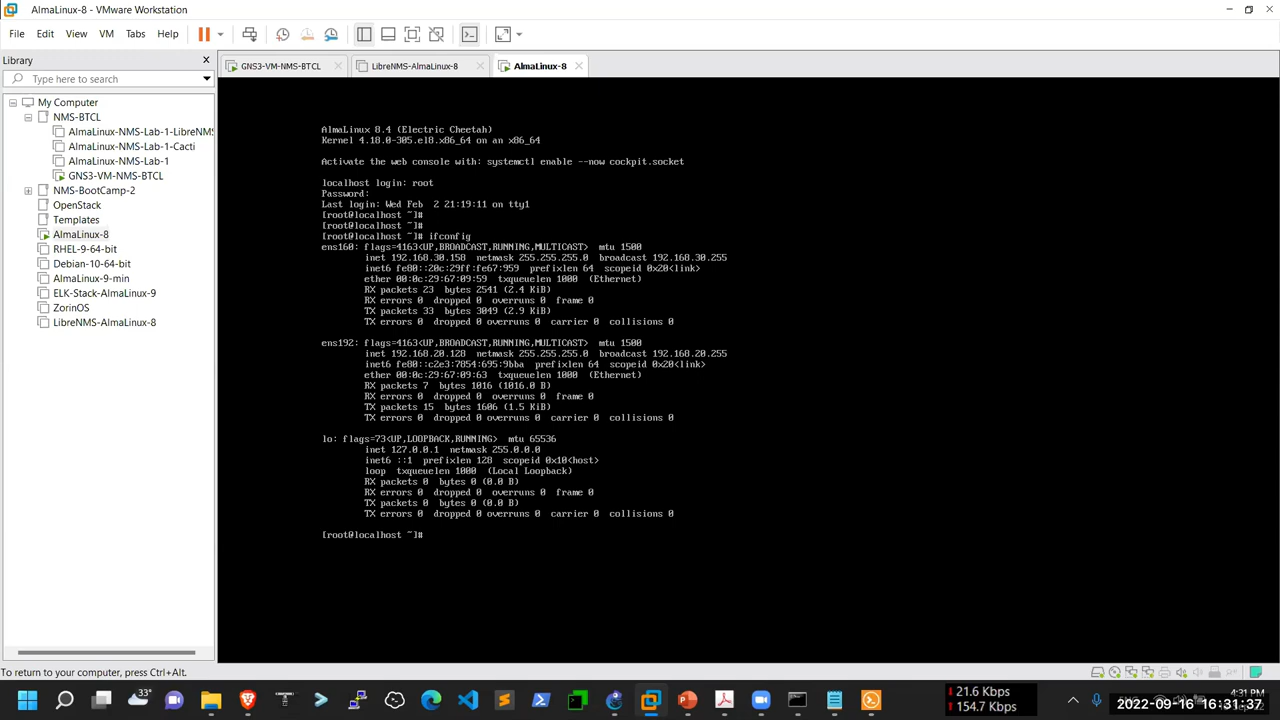 AlmaLinux-8 - VMware Workstation
File Edit View VM Tabs Help
Library
Type here to search
My Computer
NMS-BTCL
AlmaLinux-NMS-Lab-1-LibreNMS
AlmaLinux-NMS-Lab-1-Cacti
AlmaLinux-NMS-Lab-1
GNS3-VM-NMS-BTCL
NMS-BootCamp-2
OpenStack
Templates
AlmaLinux-8
RHEL-9-64-bit
Debian-10-64-bit
AlmaLinux-9-min
ELK-Stack-AlmaLinux-9
ZorinOS
LibreNMS-AlmaLinux-8
GNS3-VM-NMS-BTCL LibreNMS-AlmaLinux-8 AlmaLinux-8
AlmaLinux 8.4 (Electric Cheetah)
Kernel 4.18.0-305.el8.x86_64 on an x86_64
Activate the web console with: systemctl enable --now cockpit.socket
localhost login: root
Password:
Last login: Wed Feb  2 21:19:11 on tty1
[root@localhost ~]#
[root@localhost ~]#
[root@localhost ~]# ifconfig
ens160: flags=4163<UP,BROADCAST,RUNNING,MULTICAST>  mtu 1500
inet 192.168.30.158  netmask 255.255.255.0  broadcast 192.168.30.255
inet6 fe80::20c:29ff:fe67:959  prefixlen 64  scopeid 0x20<link>
ether 00:0c:29:67:09:59  txqueuelen 1000  (Ethernet)
RX packets 23  bytes 2541 (2.4 KiB)
RX errors 0  dropped 0  overruns 0  frame 0
TX packets 33  bytes 3049 (2.9 KiB)
TX errors 0  dropped 0 overruns 0  carrier 0  collisions 0
ens192: flags=4163<UP,BROADCAST,RUNNING,MULTICAST>  mtu 1500
inet 192.168.20.128  netmask 255.255.255.0  broadcast 192.168.20.255
inet6 fe80::c2e3:7854:695:9bba  prefixlen 64  scopeid 0x20<link>
ether 00:0c:29:67:09:63  txqueuelen 1000  (Ethernet)
RX packets 7  bytes 1016 (1016.0 B)
RX errors 0  dropped 0  overruns 0  frame 0
TX packets 15  bytes 1606 (1.5 KiB)
TX errors 0  dropped 0 overruns 0  carrier 0  collisions 0
lo: flags=73<UP,LOOPBACK,RUNNING>  mtu 65536
inet 127.0.0.1  netmask 255.0.0.0
inet6 ::1  prefixlen 128  scopeid 0x10<host>
loop  txqueuelen 1000  (Local Loopback)
RX packets 0  bytes 0 (0.0 B)
RX errors 0  dropped 0  overruns 0  frame 0
TX packets 0  bytes 0 (0.0 B)
TX errors 0  dropped 0 overruns 0  carrier 0  collisions 0
[root@localhost ~]#
To return to your computer, press Ctrl+Alt.
33°
21.6 Kbps
154.7 Kbps
4:31 PM
2022-09-16 16:31:37